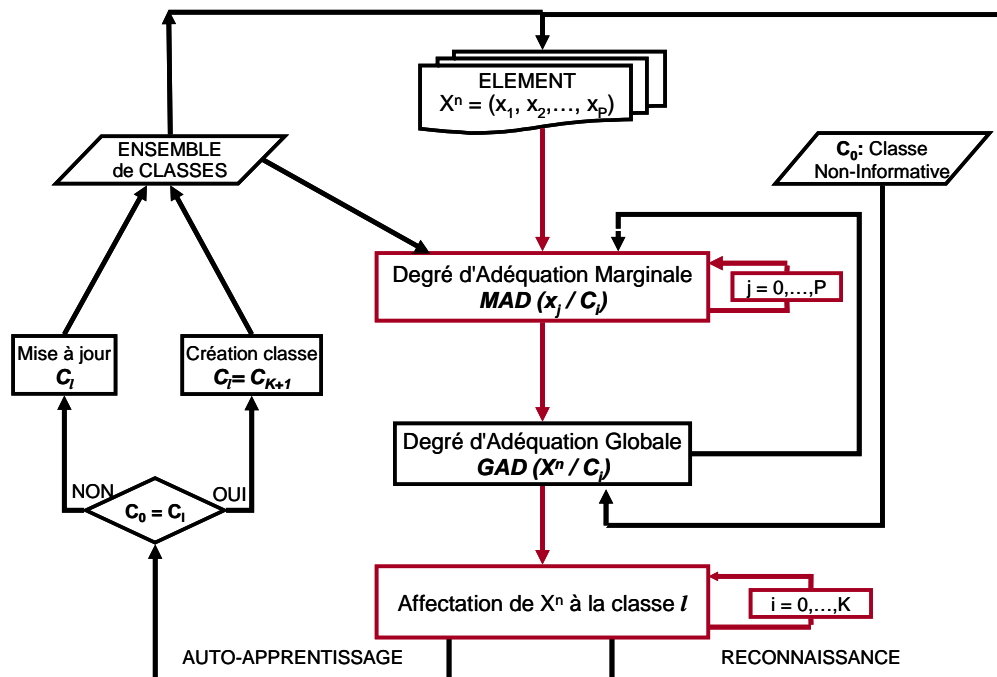 ELEMENT
Xⁿ = (x₁, x₂,…, x_P)
ENSEMBLE
de CLASSES
C₀: Classe
Non-Informative
Degré d'Adéquation Marginale
MAD (x_j / C_i)
j = 0,…,P
Mise à jour
C_l
Création classe
C_l= C_{K+1}
Degré d'Adéquation Globale
GAD (Xⁿ / C_i)
NON
OUI
C₀ = C_l
Affectation de Xⁿ à la classe l
i = 0,…,K
AUTO-APPRENTISSAGE
RECONNAISSANCE